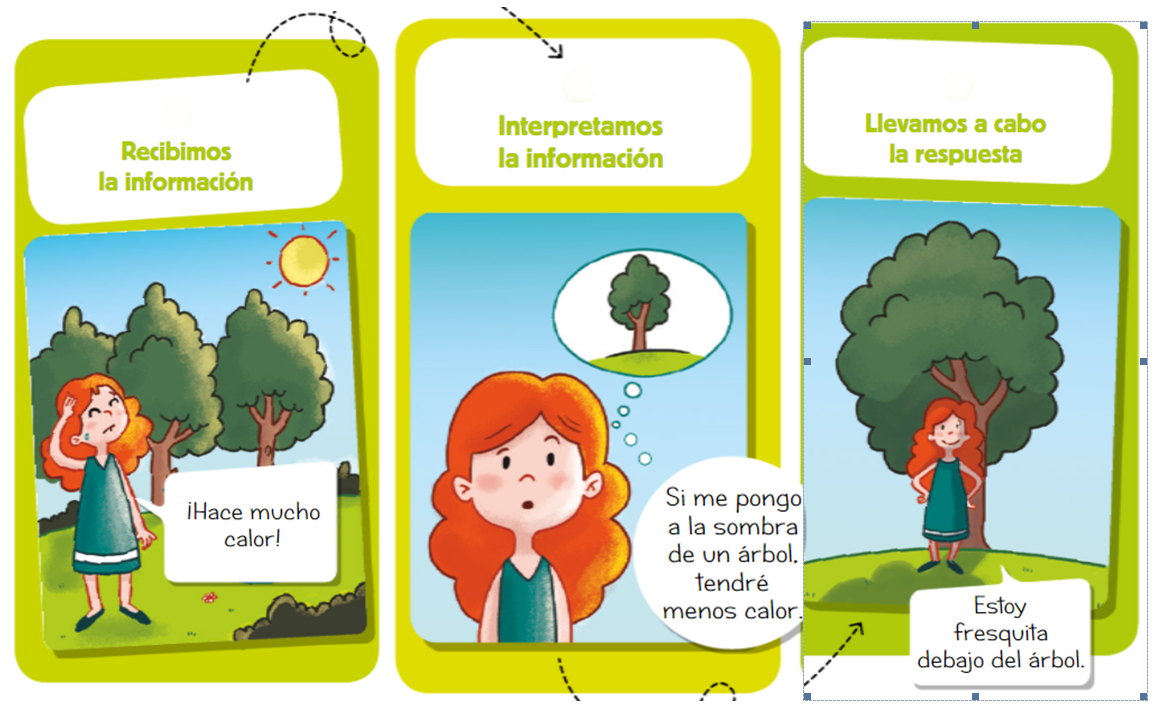 Recibimos
la información
¡Hace mucho
calor!
Interpretamos
la información
Si me pongo
a la sombra
de un árbol,
tendré
menos calor.
Llevamos a cabo
la respuesta
Estoy
fresquita
debajo del árbol.